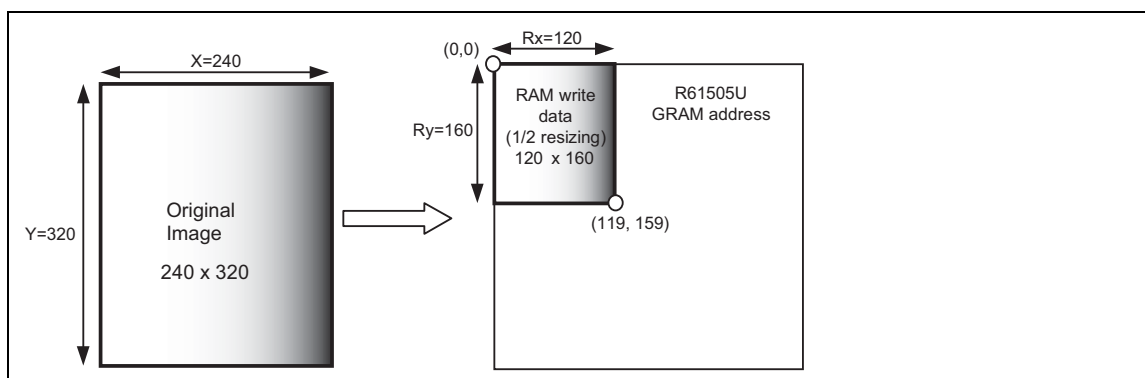 X=240
Y=320
Original
Image
240 x 320
(0,0)
Rx=120
Ry=160
RAM write
data
(1/2 resizing)
120 x 160
(119, 159)
R61505U
GRAM address